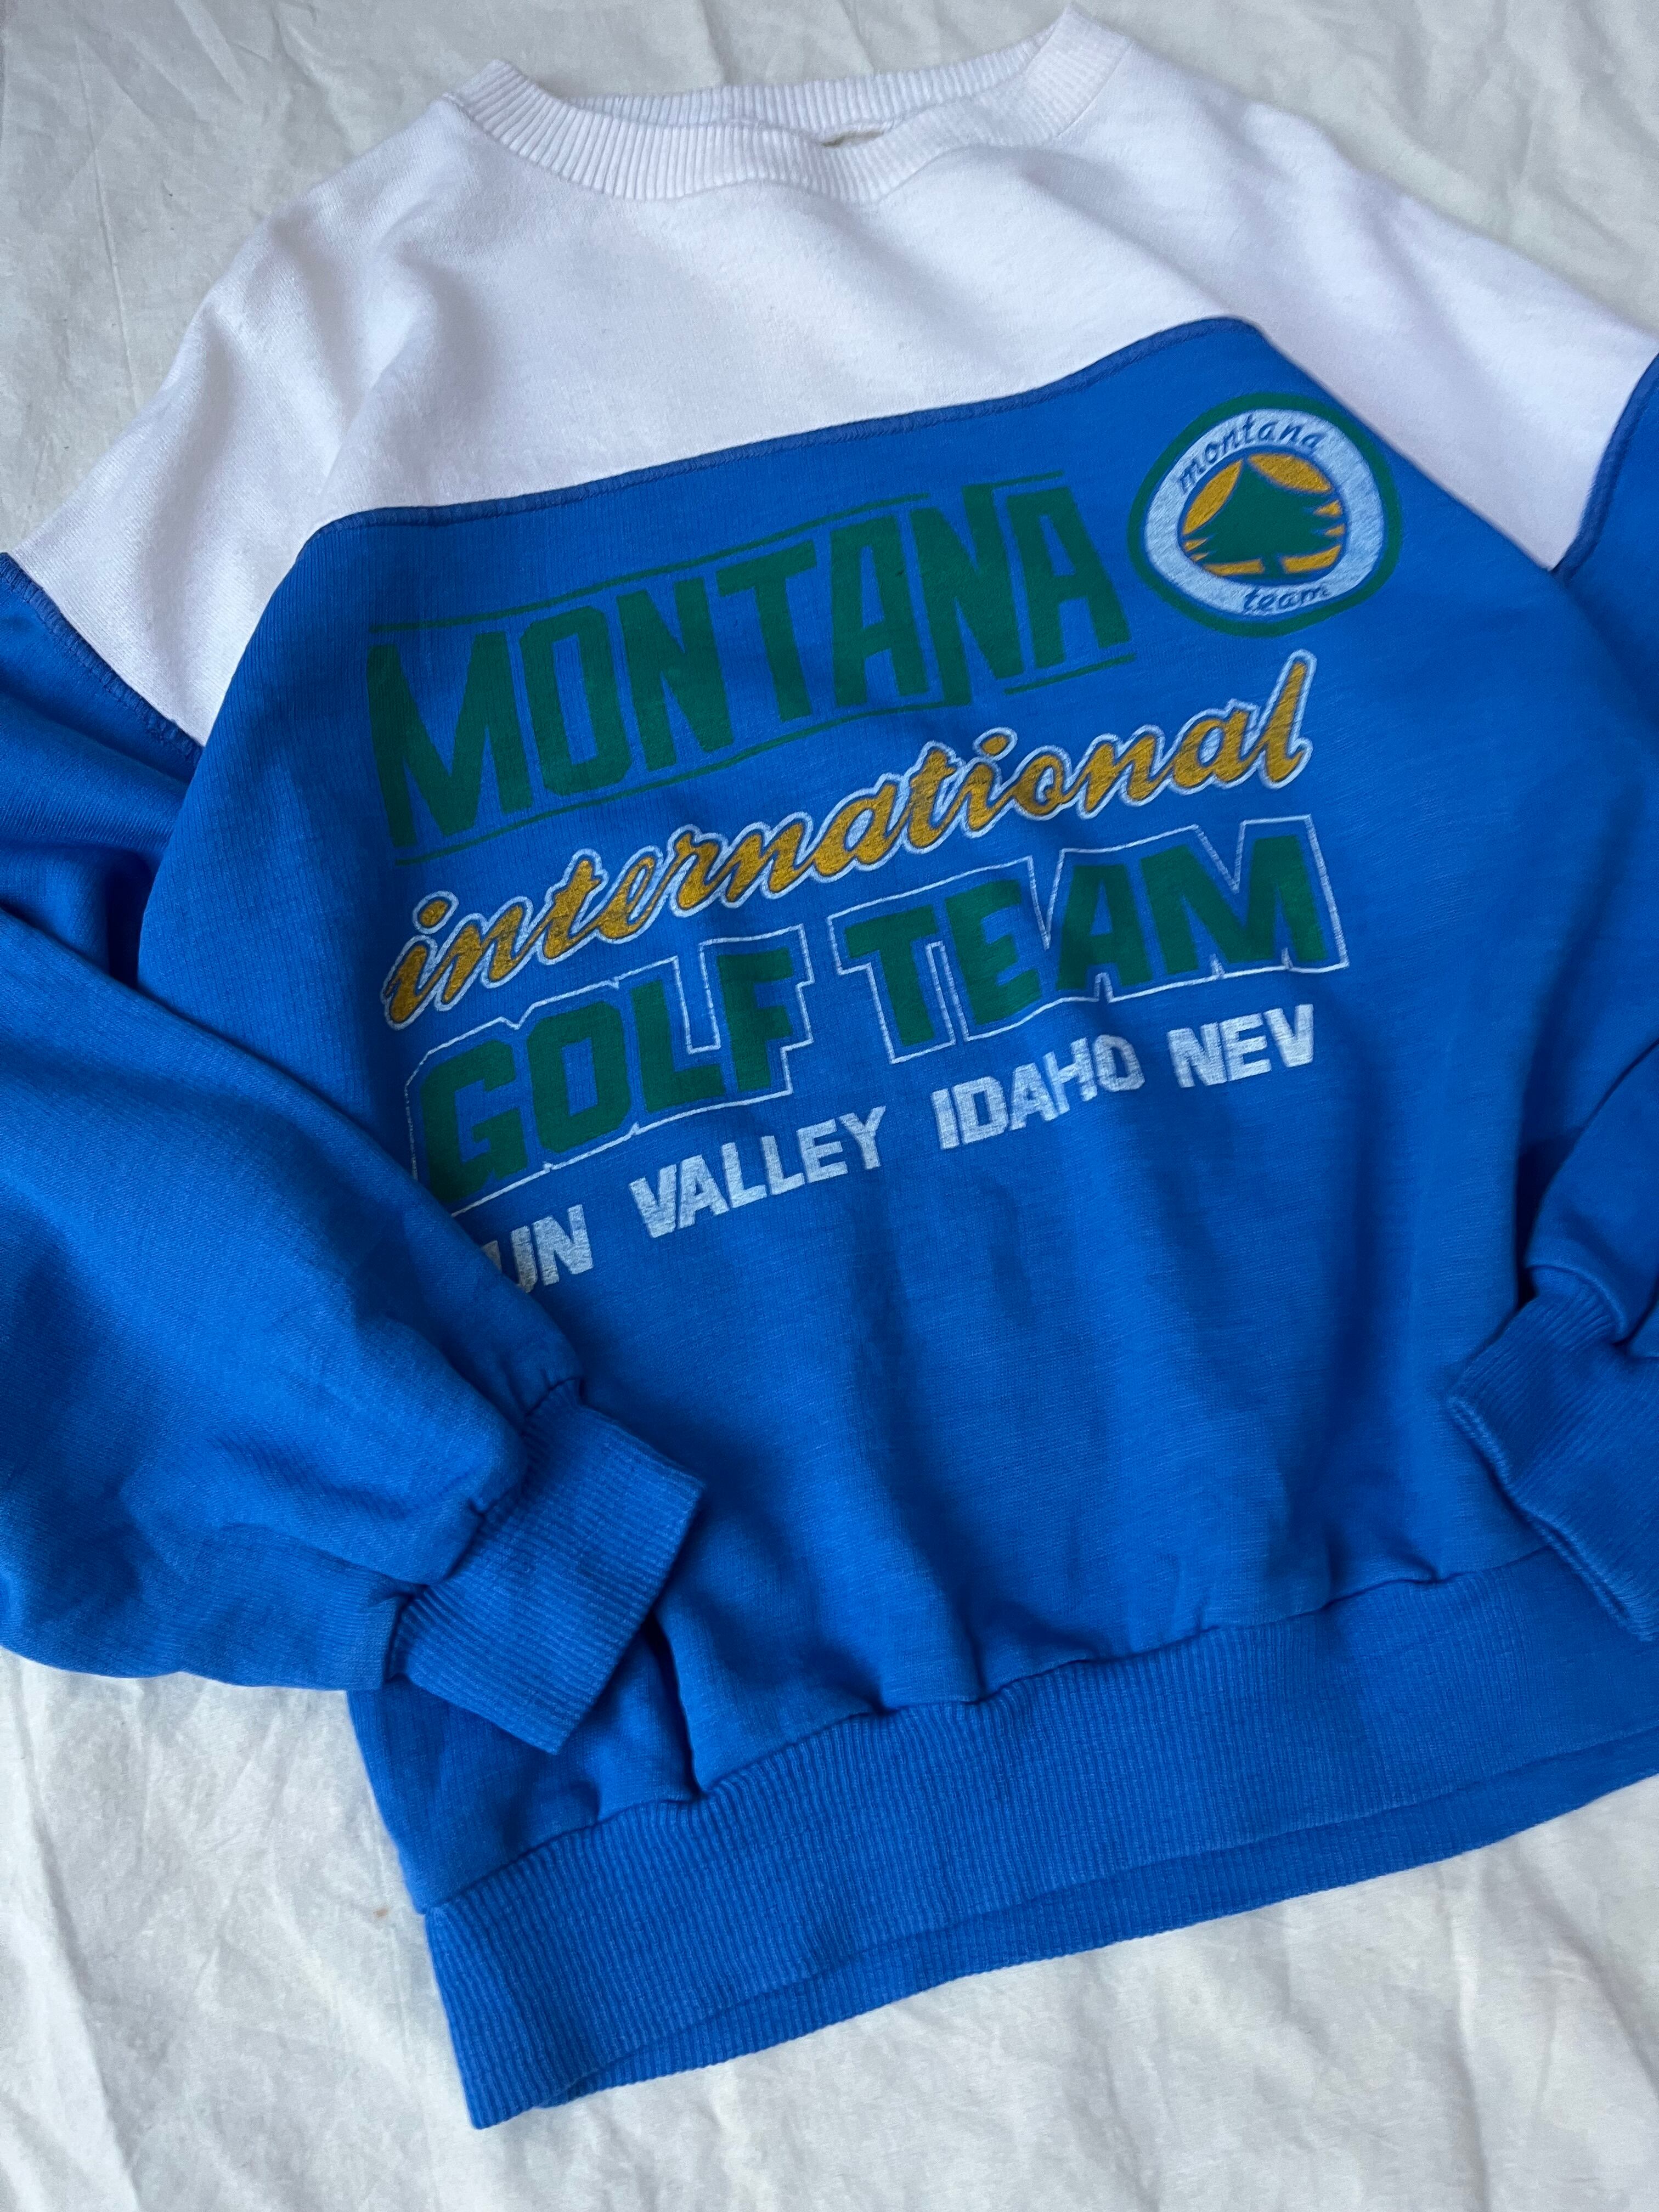 montana
team
MONTANA
international
GOLF TEAM
UN VALLEY IDAHO NEV